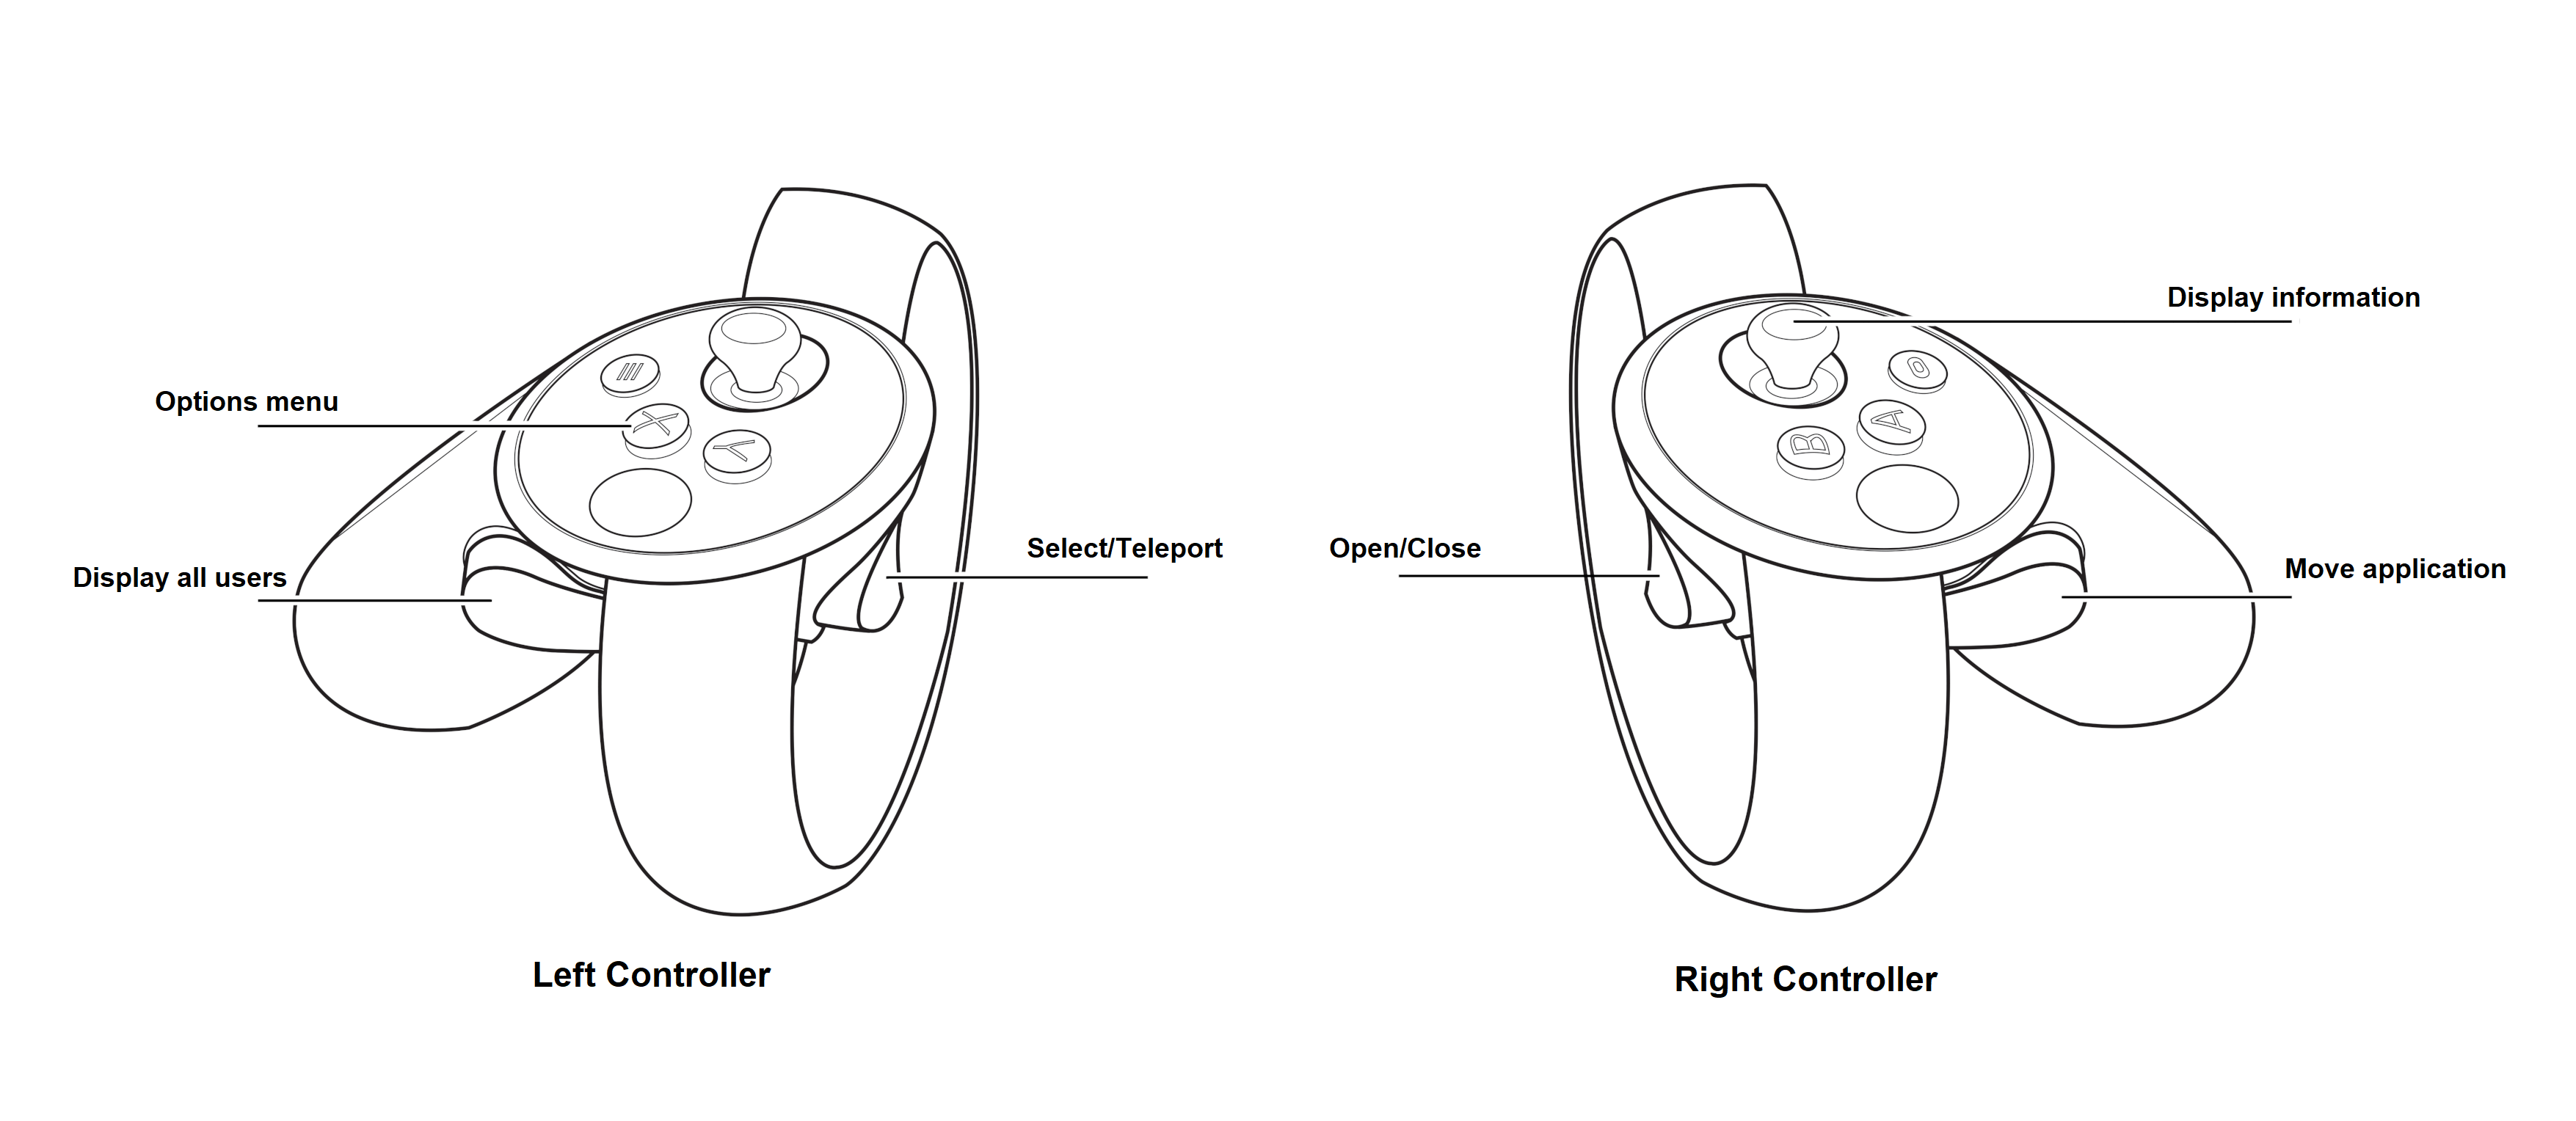 Display information
Options menu
X
Y
A
B
Display all users
Select/Teleport
Open/Close
Move application
Left Controller
Right Controller